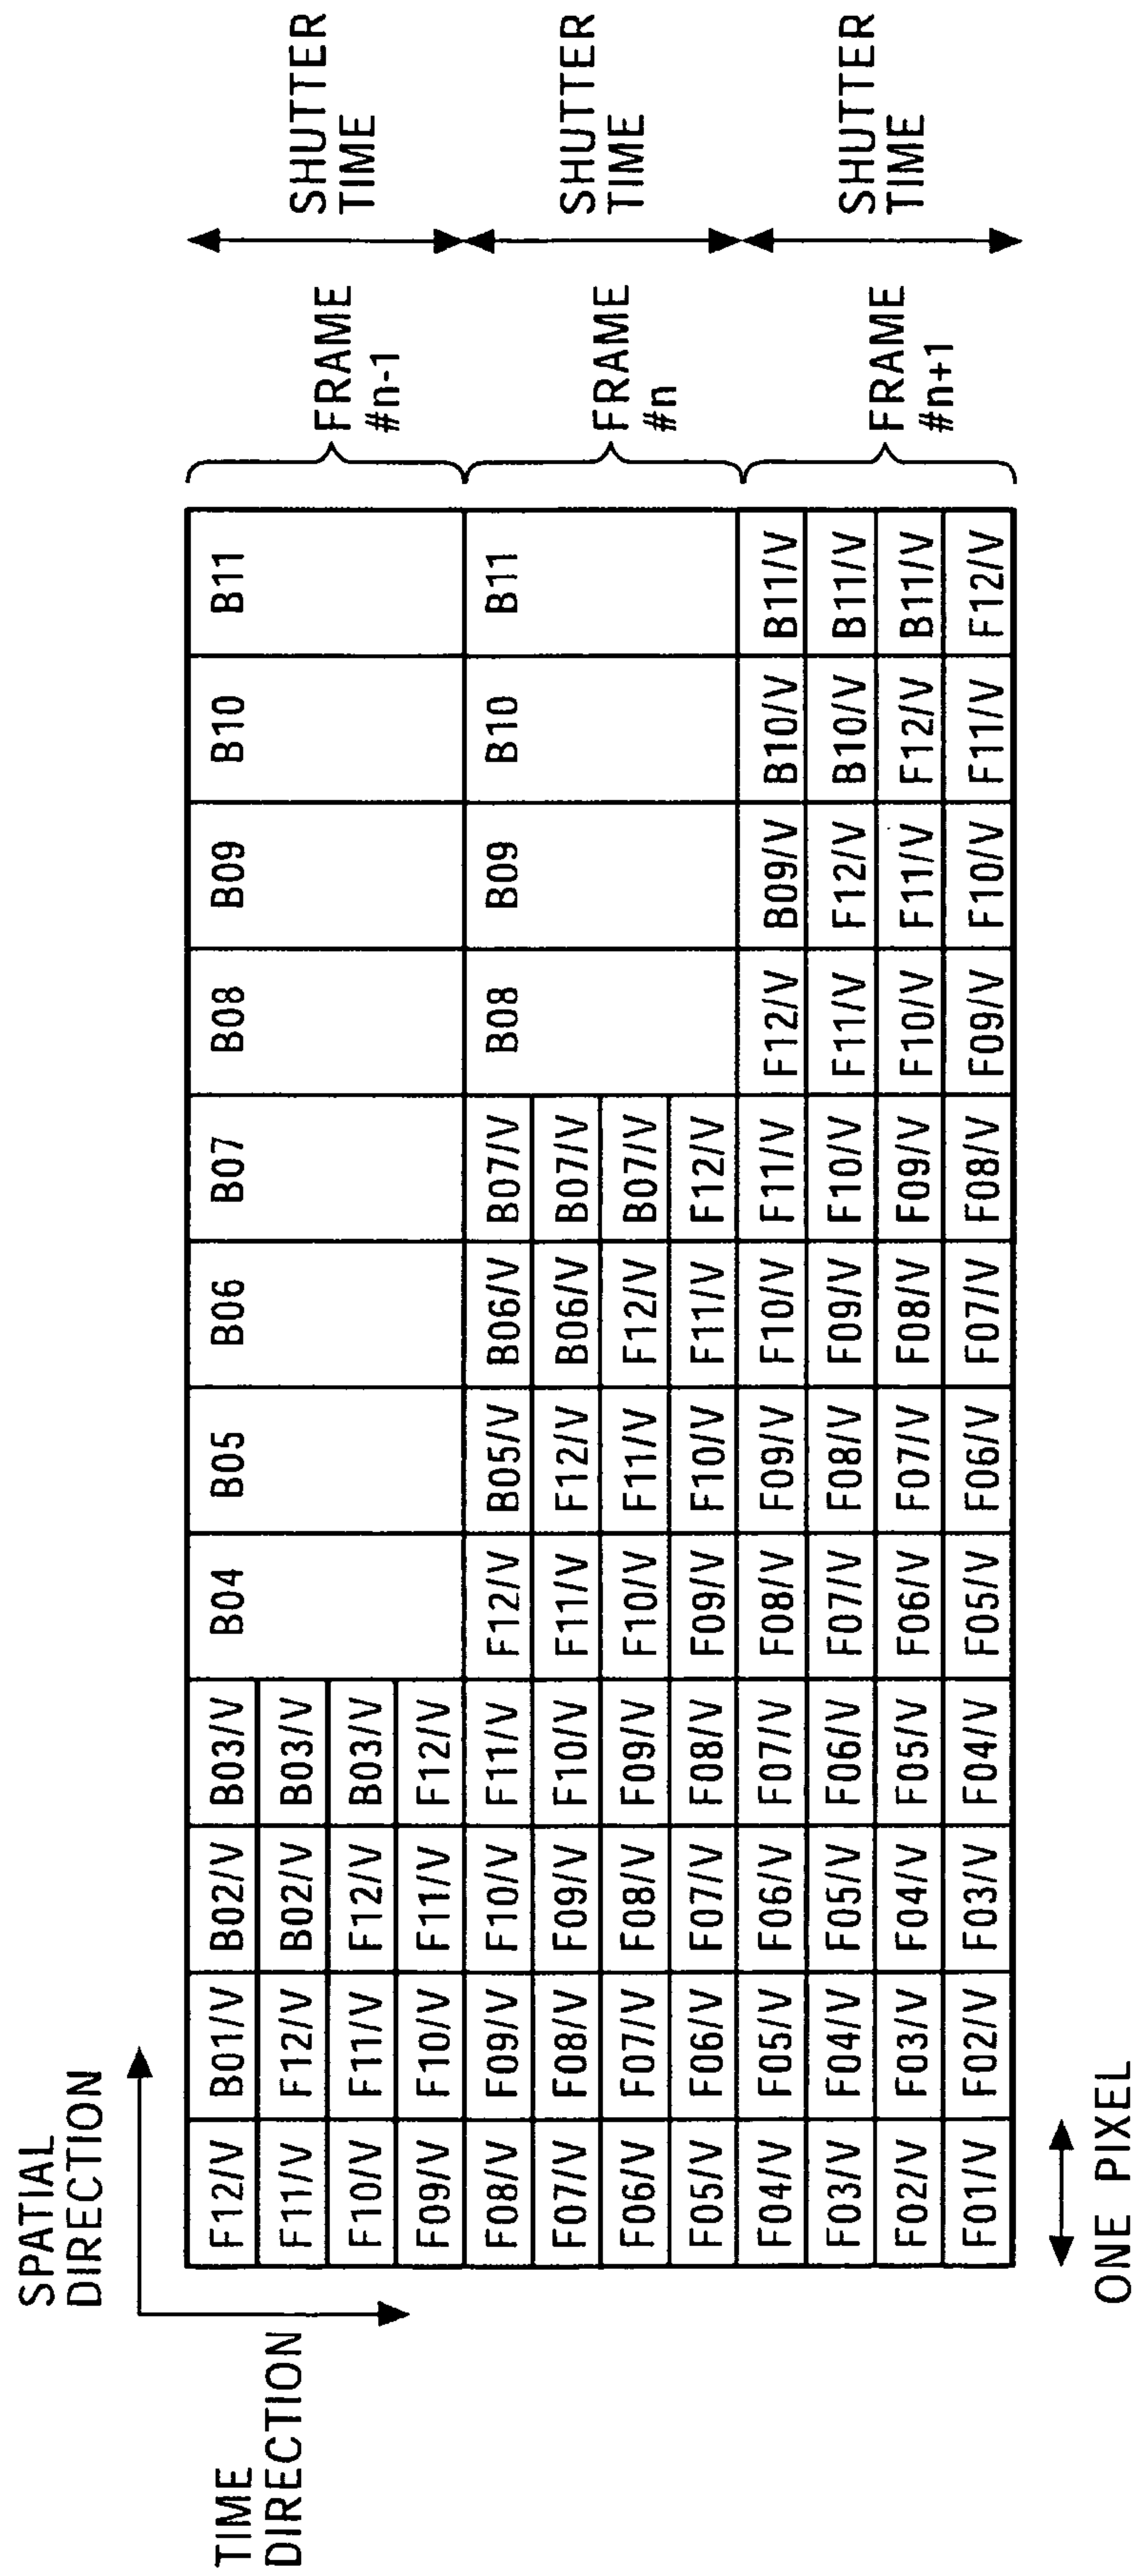 SPATIAL
DIRECTION
TIME
DIRECTION
F12/V B01/V B02/V B03/V B04 B05 B06 B07 B08 B09 B10 B11
F11/V F12/V B02/V B03/V
F10/V F11/V F12/V B03/V
F09/V F10/V F11/V F12/V
FRAME
#n-1
SHUTTER
TIME
F08/V F09/V F10/V F11/V F12/V B05/V B06/V B07/V B08 B09 B10 B11
F07/V F08/V F09/V F10/V F11/V F12/V B06/V B07/V
F06/V F07/V F08/V F09/V F10/V F11/V F12/V B07/V
F05/V F06/V F07/V F08/V F09/V F10/V F11/V F12/V
FRAME
#n
SHUTTER
TIME
F04/V F05/V F06/V F07/V F08/V F09/V F10/V F11/V F12/V B09/V B10/V B11/V
F03/V F04/V F05/V F06/V F07/V F08/V F09/V F10/V F11/V F12/V B10/V B11/V
F02/V F03/V F04/V F05/V F06/V F07/V F08/V F09/V F10/V F11/V F12/V B11/V
F01/V F02/V F03/V F04/V F05/V F06/V F07/V F08/V F09/V F10/V F11/V F12/V
FRAME
#n+1
SHUTTER
TIME
ONE PIXEL